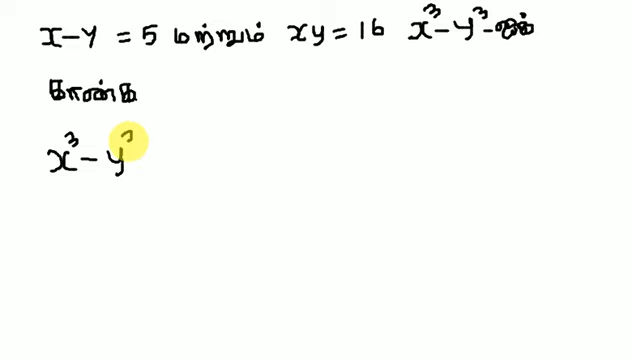 x-y = 5 மற்றும் xy = 16 x³-y³-ஐக்
காண்க
x³ - y³